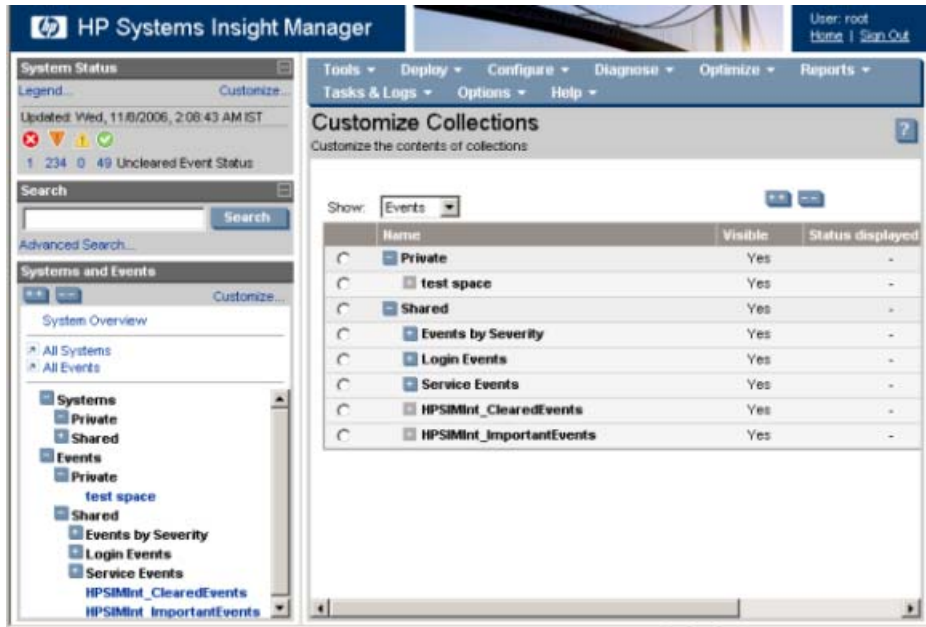 hp HP Systems Insight Manager
User: root
Home | Sign Out
System Status
Legend... Customize...
Updated: Wed, 11/8/2006, 2:08:43 AM IST
1 234 0 49 Uncleared Event Status
Search
Search
Advanced Search...
Systems and Events
Customize...
System Overview
All Systems
All Events
Systems
Private
Shared
Events
Private
test space
Shared
Events by Severity
Login Events
Service Events
HPSIMInt_ClearedEvents
HPSIMInt_ImportantEvents
Tools Deploy Configure Diagnose Optimize Reports
Tasks & Logs Options Help
Customize Collections
Customize the contents of collections
?
Show: Events
Name Visible Status displayed
Private Yes -
test space Yes -
Shared Yes -
Events by Severity Yes -
Login Events Yes -
Service Events Yes -
HPSIMInt_ClearedEvents Yes -
HPSIMInt_ImportantEvents Yes -